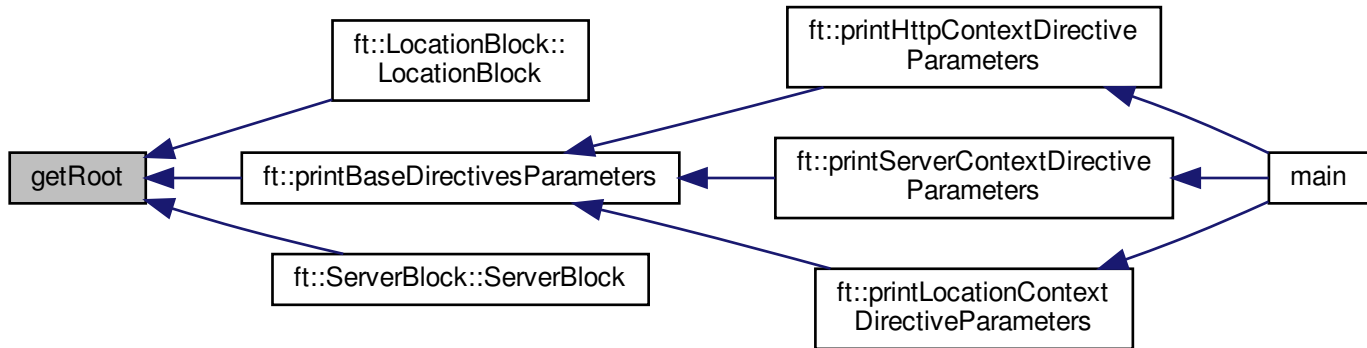 getRoot
ft::LocationBlock::
LocationBlock
ft::printBaseDirectivesParameters
ft::ServerBlock::ServerBlock
ft::printHttpContextDirective
Parameters
ft::printServerContextDirective
Parameters
ft::printLocationContext
DirectiveParameters
main